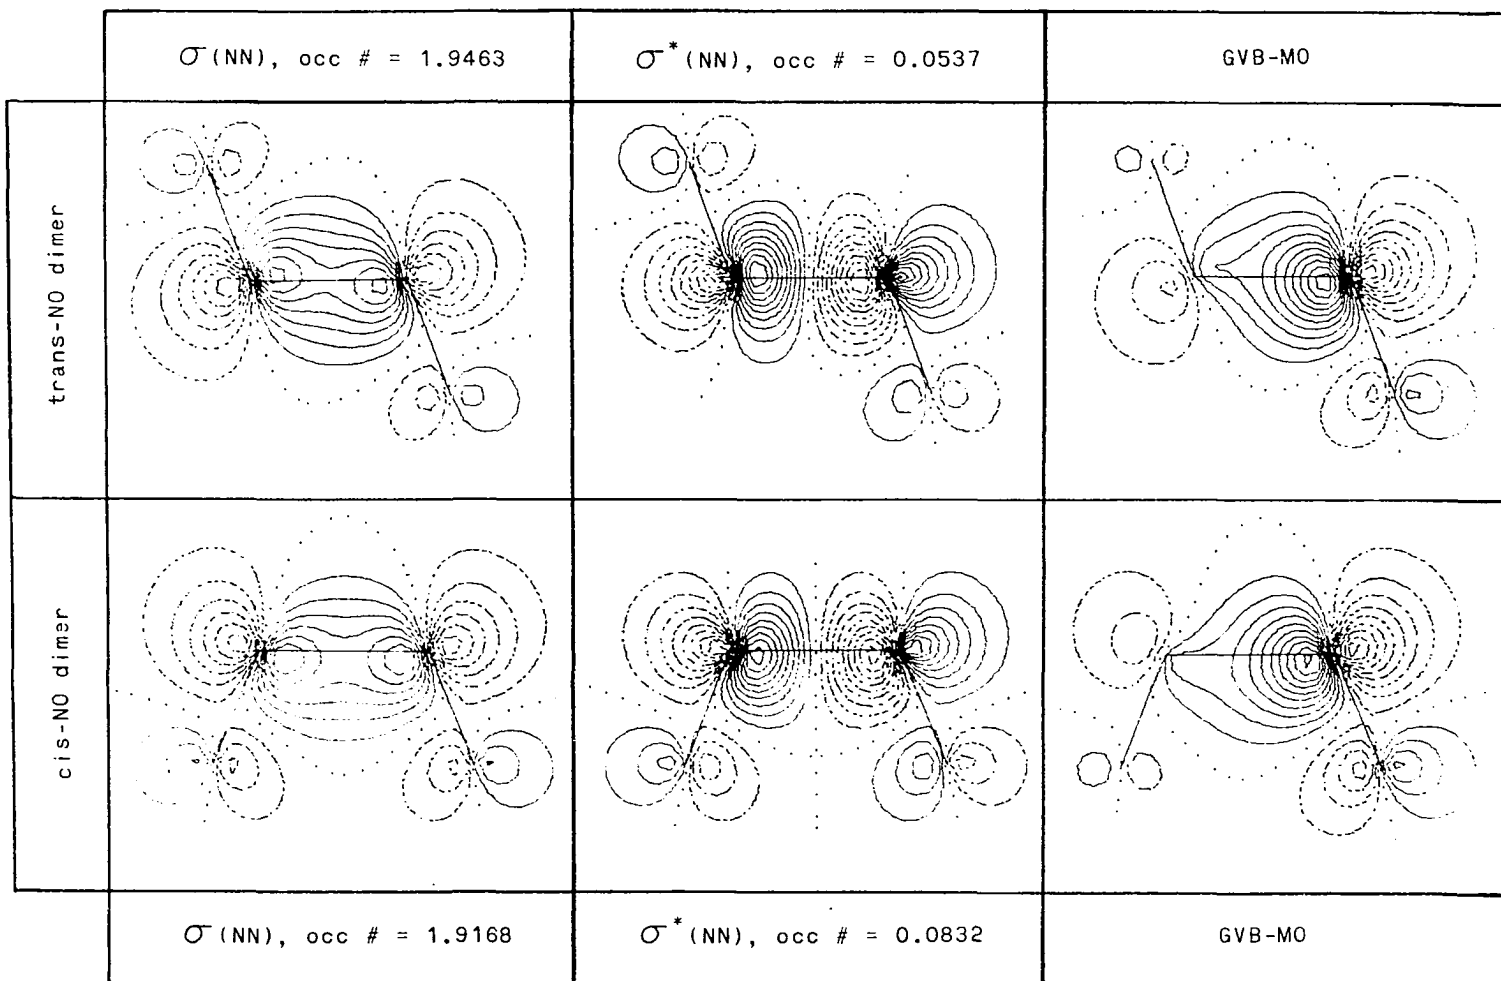 σ(NN), occ # = 1.9463
σ*(NN), occ # = 0.0537
GVB-MO
trans-NO dimer
cis-NO dimer
σ(NN), occ # = 1.9168
σ*(NN), occ # = 0.0832
GVB-MO